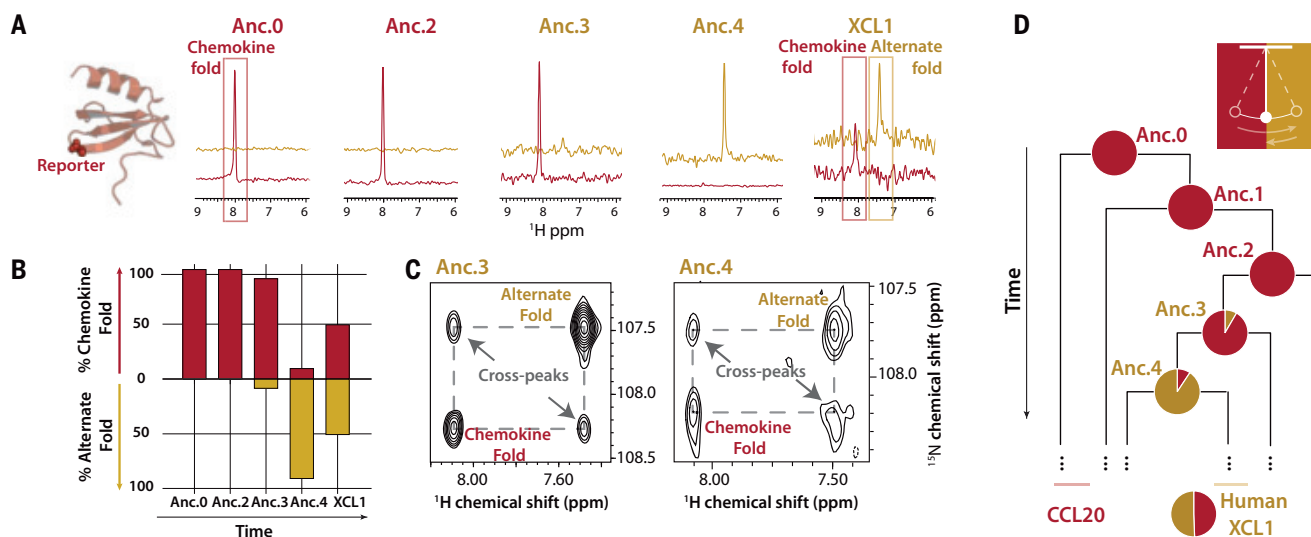 A
Anc.0
Anc.2
Anc.3
Anc.4
XCL1
Chemokine
fold
Chemokine
fold
Alternate
fold
Reporter
9 8 7 6
9 8 7 6
9 8 7 6
9 8 7 6
9 8 7 6
¹H ppm
B
% Chemokine
Fold
% Alternate
Fold
100
50
0
50
100
Anc.0 Anc.2 Anc.3 Anc.4 XCL1
Time
C
Anc.3
Alternate
Fold
Cross-peaks
Chemokine
Fold
107.5
108.0
108.5
8.00 7.60
¹H chemical shift (ppm)
Anc.4
Alternate
Fold
Cross-peaks
Chemokine
Fold
107.5
108.0
108.5
¹⁵N chemical shift (ppm)
8.00 7.50
¹H chemical shift (ppm)
D
Time
Anc.0
Anc.1
Anc.2
Anc.3
Anc.4
CCL20
Human
XCL1